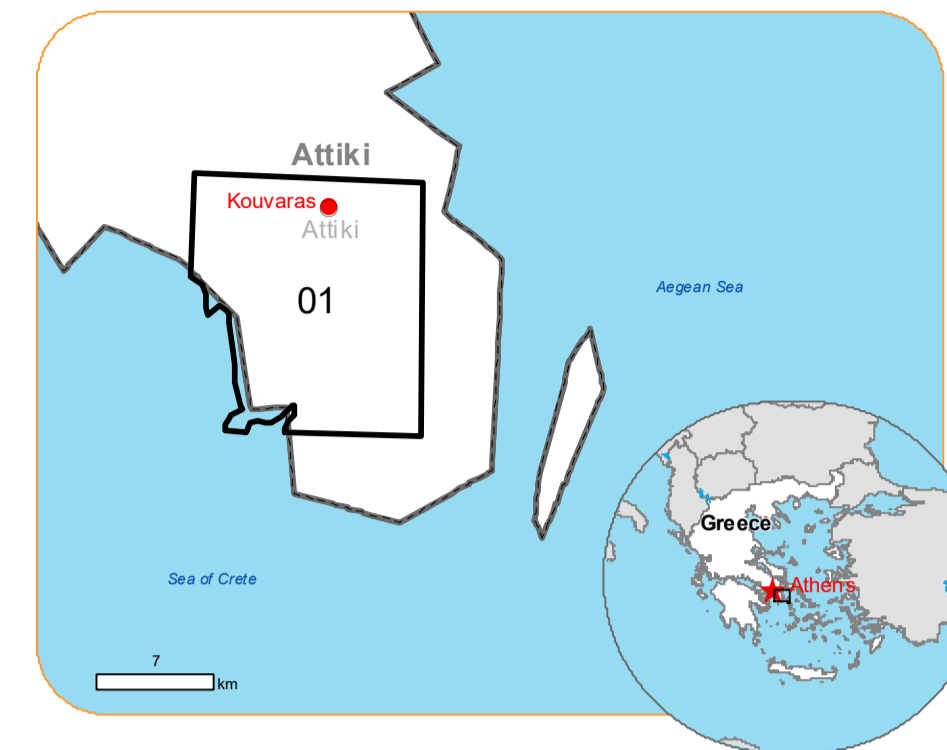 Attiki
Kouvaras
Attiki
01
Aegean Sea
Greece
Athens
Sea of Crete
7
km